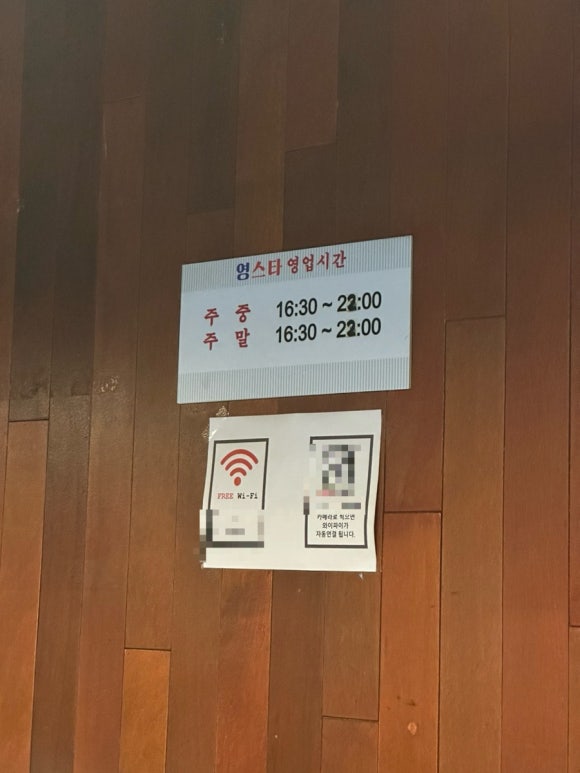 영스타 영업시간
주 중 16:30 ~ 22:00
주 말 16:30 ~ 22:00
FREE Wi-Fi
카메라로 찍으면
와이파이가
자동연결 됩니다.